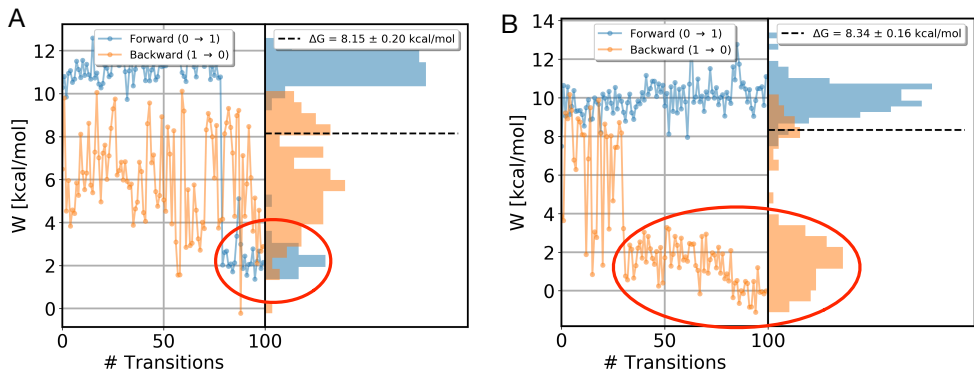 A
Forward (0 → 1)
Backward (1 → 0)
ΔG = 8.15 ± 0.20 kcal/mol
12
10
8
6
4
2
0
W [kcal/mol]
0
100
# Transitions
B
Forward (0 → 1)
Backward (1 → 0)
ΔG = 8.34 ± 0.16 kcal/mol
14
12
10
8
6
4
2
0
W [kcal/mol]
0
50
100
# Transitions